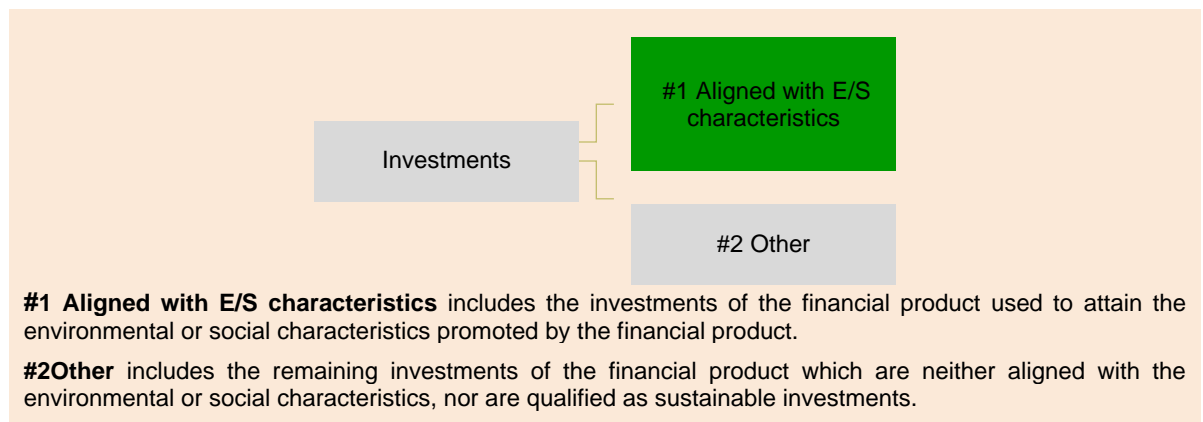 #1 Aligned with E/S
characteristics
Investments
#2 Other
#1 Aligned with E/S characteristics includes the investments of the financial product used to attain the
environmental or social characteristics promoted by the financial product.
#2Other includes the remaining investments of the financial product which are neither aligned with the
environmental or social characteristics, nor are qualified as sustainable investments.